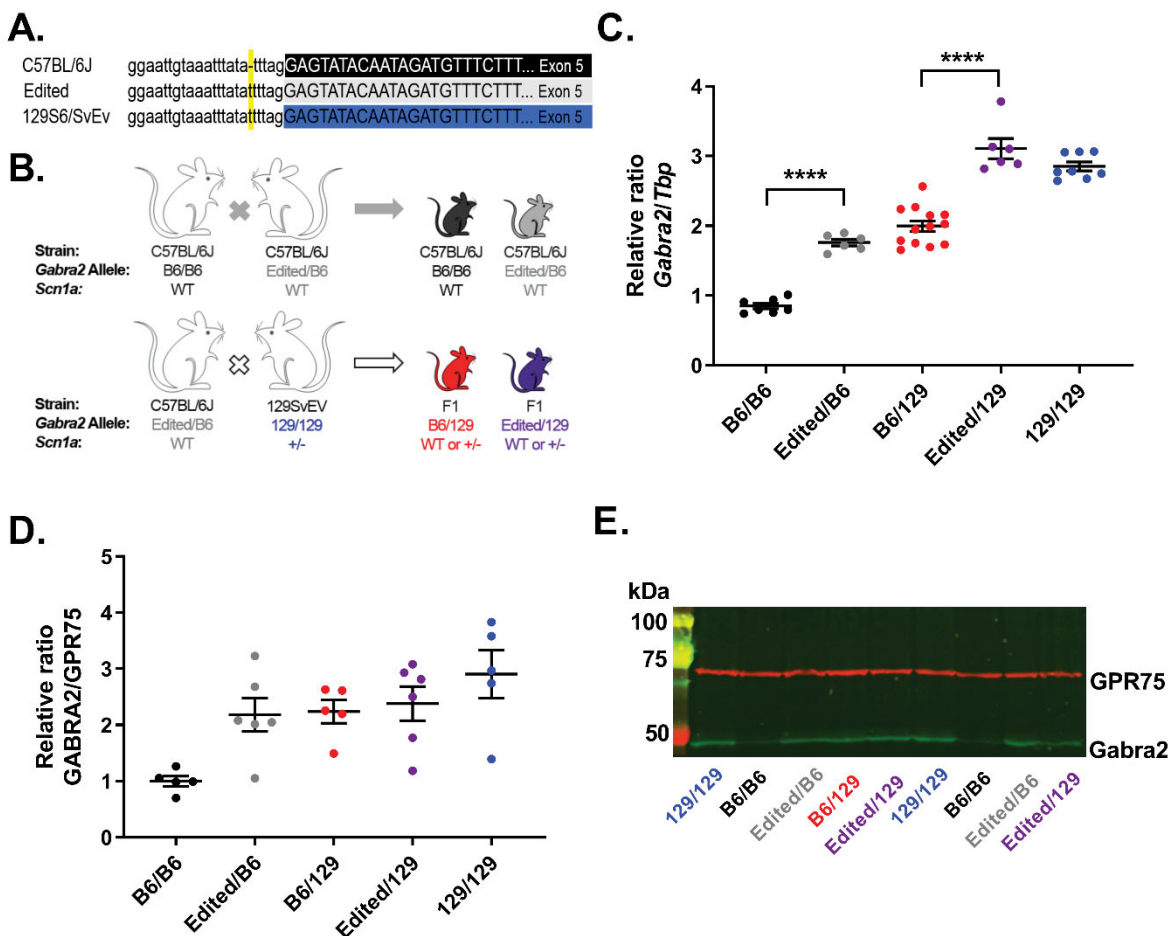 A.
C57BL/6J ggaattgtaaatttata-tttagGAGTATACAATAGATGTTTCTTT... Exon 5
Edited ggaattgtaaatttatattttagGAGTATACAATAGATGTTTCTTT... Exon 5
129S6/SvEv ggaattgtaaatttatattttagGAGTATACAATAGATGTTTCTTT... Exon 5
B.
Strain: C57BL/6J C57BL/6J C57BL/6J C57BL/6J
Gabra2 Allele: B6/B6 Edited/B6 B6/B6 Edited/B6
Scn1a: WT WT WT WT
Strain: C57BL/6J 129SvEV F1 F1
Gabra2 Allele: Edited/B6 129/129 B6/129 Edited/129
Scn1a: WT +/- WT or +/- WT or +/-
C.
Relative ratio
Gabra2/Tbp
4
3
2
1
0
****
****
B6/B6
Edited/B6
B6/129
Edited/129
129/129
D.
Relative ratio
GABRA2/GPR75
5
4
3
2
1
0
B6/B6
Edited/B6
B6/129
Edited/129
129/129
E.
kDa
100
75
50
GPR75
Gabra2
129/129
B6/B6
Edited/B6
B6/129
Edited/129
129/129
B6/B6
Edited/B6
Edited/129